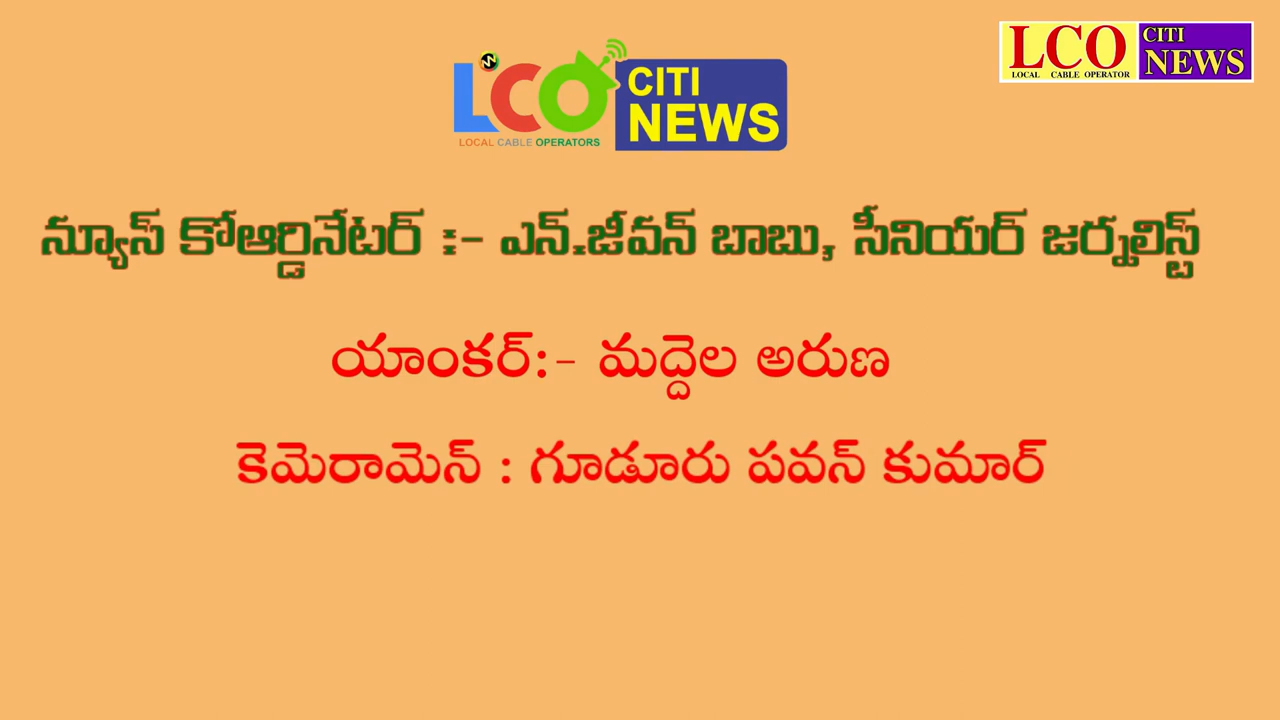 LCO CITI NEWS
LOCAL CABLE OPERATOR
LCO CITI NEWS
LOCAL CABLE OPERATORS
న్యూస్ కోఆర్డినేటర్ :- ఎన్.జీవన్ బాబు, సీనియర్ జర్నలిస్ట్
యాంకర్:- మద్దెల అరుణ
కెమెరామెన్ : గూడూరు పవన్ కుమార్